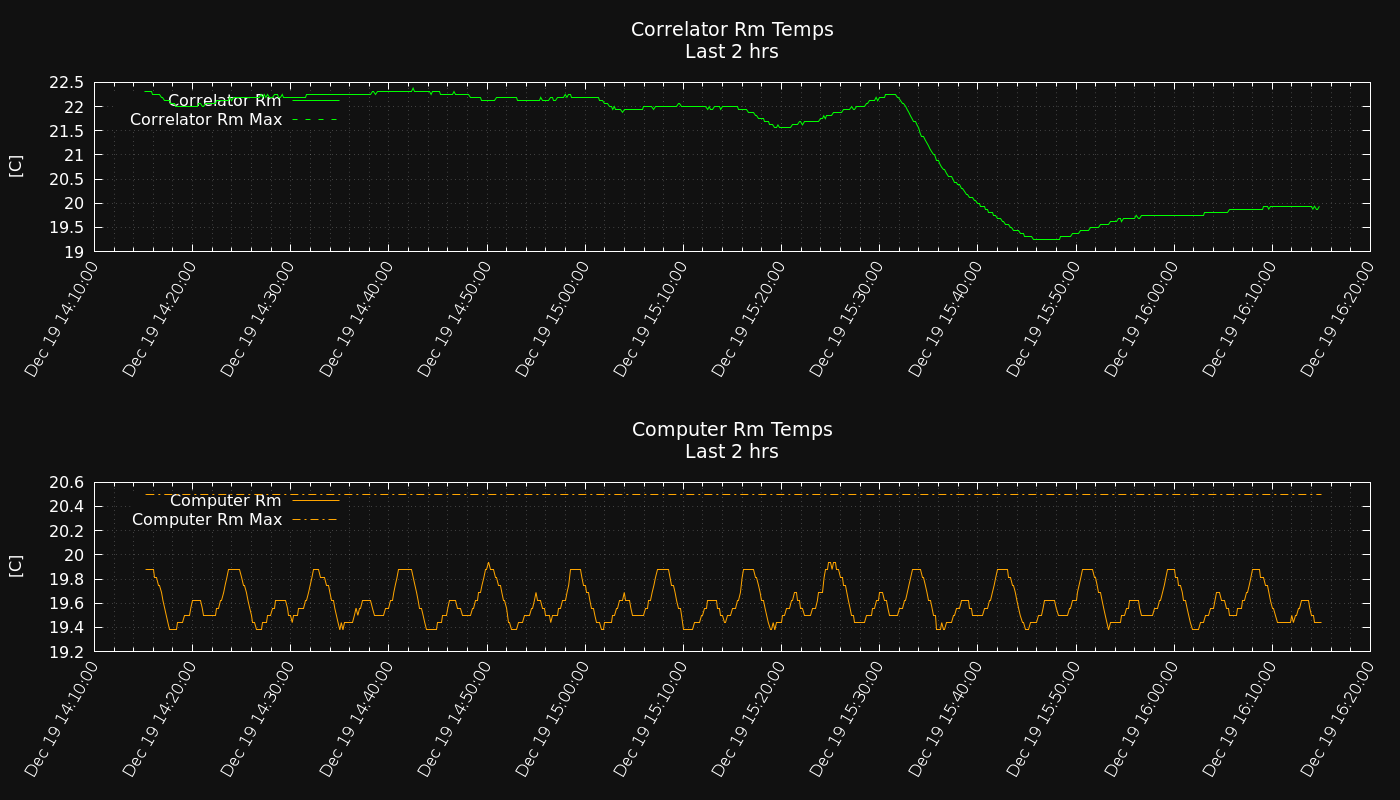 Correlator Rm Temps
Last 2 hrs
22.5
22
21.5
21
20.5
20
19.5
19
[C]
Correlator Rm
Correlator Rm Max
Dec 19 14:10:00
Dec 19 14:20:00
Dec 19 14:30:00
Dec 19 14:40:00
Dec 19 14:50:00
Dec 19 15:00:00
Dec 19 15:10:00
Dec 19 15:20:00
Dec 19 15:30:00
Dec 19 15:40:00
Dec 19 15:50:00
Dec 19 16:00:00
Dec 19 16:10:00
Dec 19 16:20:00
Computer Rm Temps
Last 2 hrs
20.6
20.4
20.2
20
19.8
19.6
19.4
19.2
[C]
Computer Rm
Computer Rm Max
Dec 19 14:10:00
Dec 19 14:20:00
Dec 19 14:30:00
Dec 19 14:40:00
Dec 19 14:50:00
Dec 19 15:00:00
Dec 19 15:10:00
Dec 19 15:20:00
Dec 19 15:30:00
Dec 19 15:40:00
Dec 19 15:50:00
Dec 19 16:00:00
Dec 19 16:10:00
Dec 19 16:20:00